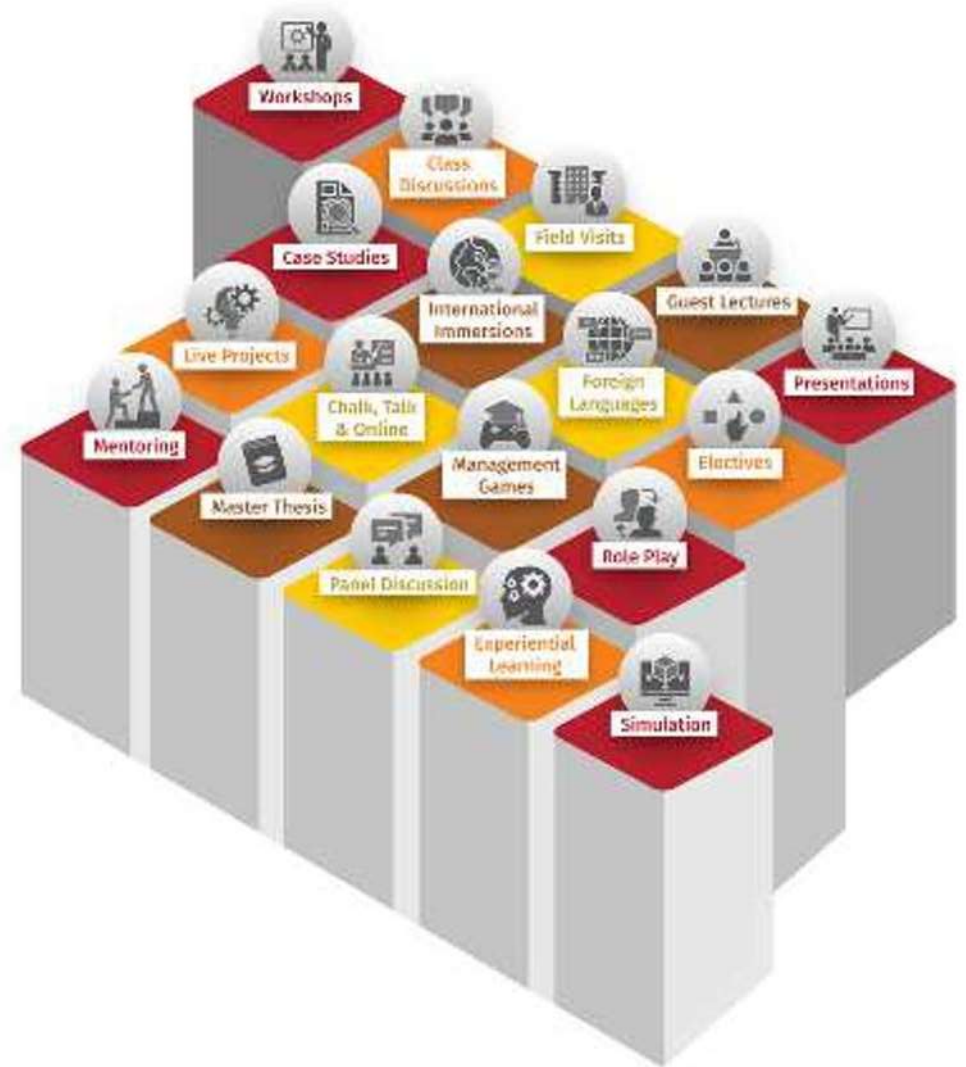 Workshops
Class
Discussions
Field Visits
Case Studies
Guest Lectures
International
Immersions
Live Projects
Presentations
Foreign
Languages
Chalk, Talk
& Online
Mentoring
Electives
Management
Games
Master Thesis
Role Play
Panel Discussion
Experiential
Learning
Simulation